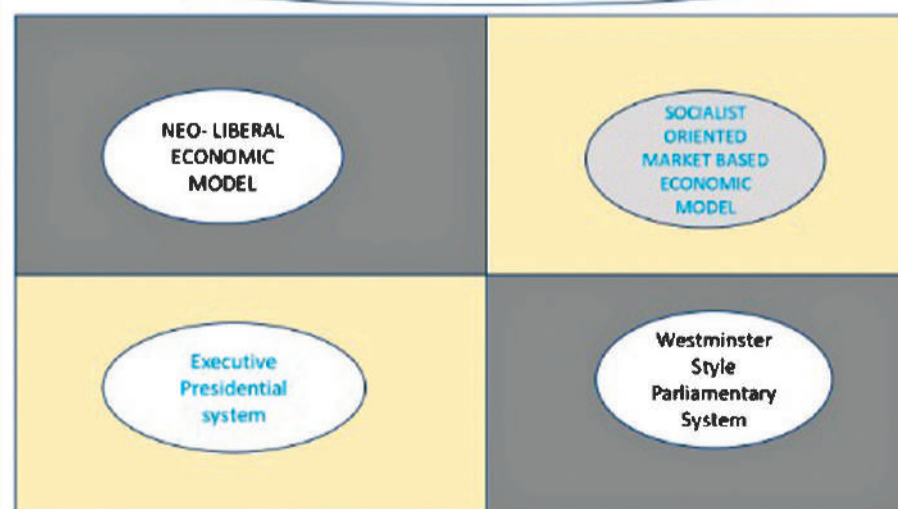 NEO- LIBERAL
ECONOMIC
MODEL
SOCIALIST
ORIENTED
MARKET BASED
ECONOMIC
MODEL
Executive
Presidential
system
Westminster
Style
Parliamentary
System